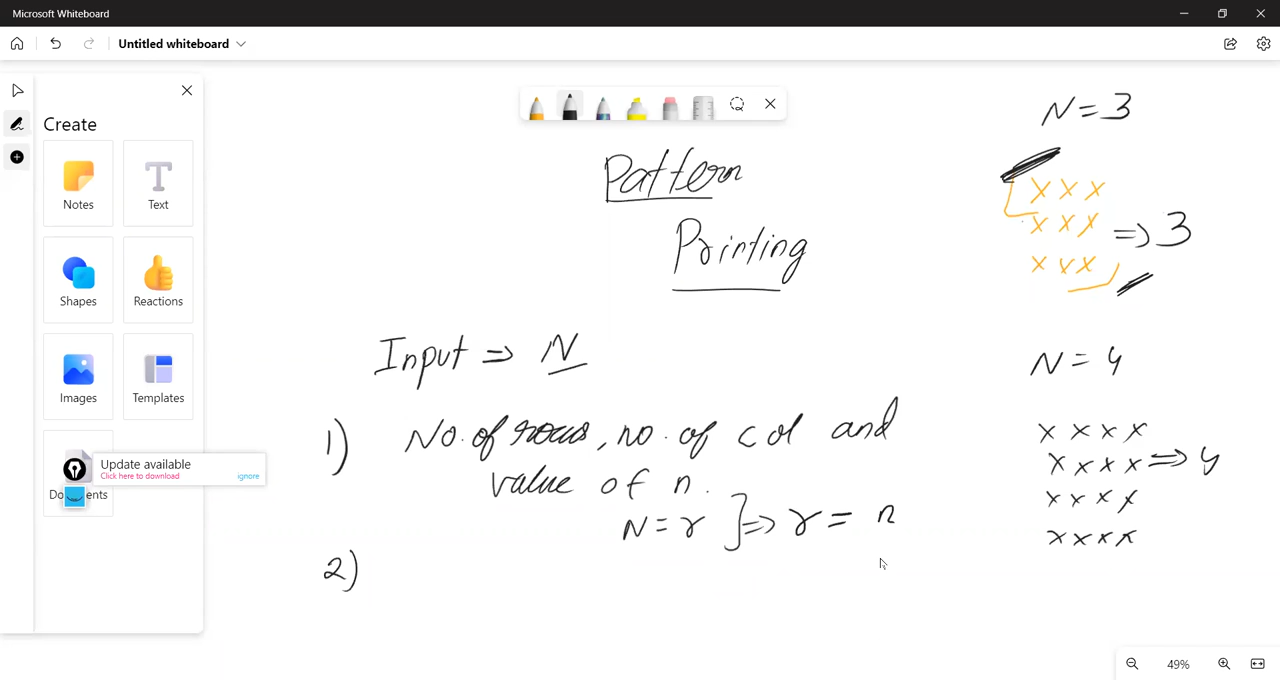 Microsoft Whiteboard
Untitled whiteboard
Create
Notes
Text
Shapes
Reactions
Images
Templates
Update available
Click here to download
ignore
Pattern
Printing
Input => N
1) No. of rows, no. of col and
value of n.
N = r } => r = n
2)
N = 3
x x x
x x x => 3
x x x
N = 4
x x x x
x x x x => 4
x x x x
x x x x
49%